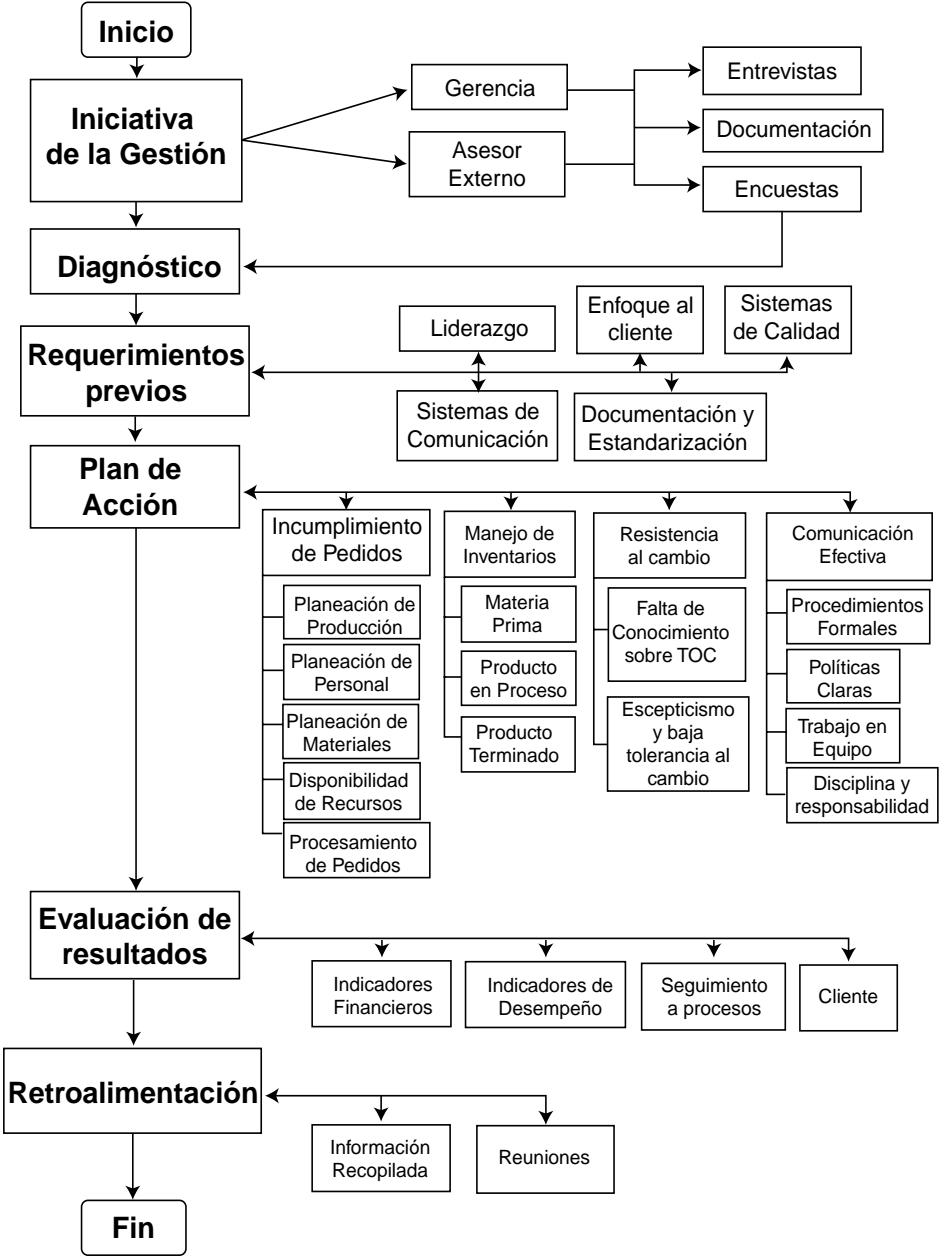 Inicio
Iniciativa
de la Gestión
Gerencia
Asesor
Externo
Entrevistas
Documentación
Encuestas
Diagnóstico
Requerimientos
previos
Liderazgo
Enfoque al
cliente
Sistemas
de Calidad
Sistemas de
Comunicación
Documentación y
Estandarización
Plan de
Acción
Incumplimiento
de Pedidos
Planeación de
Producción
Planeación de
Personal
Planeación de
Materiales
Disponibilidad
de Recursos
Procesamiento
de Pedidos
Manejo de
Inventarios
Materia
Prima
Producto
en Proceso
Producto
Terminado
Resistencia
al cambio
Falta de
Conocimiento
sobre TOC
Escepticismo
y baja
tolerancia al
cambio
Comunicación
Efectiva
Procedimientos
Formales
Políticas
Claras
Trabajo en
Equipo
Disciplina y
responsabilidad
Evaluación de
resultados
Indicadores
Financieros
Indicadores de
Desempeño
Seguimiento
a procesos
Cliente
Retroalimentación
Información
Recopilada
Reuniones
Fin